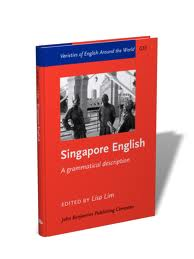 Varieties of English Around the World G33
Singapore English
A grammatical description
EDITED BY Lisa Lim
John Benjamins Publishing Company